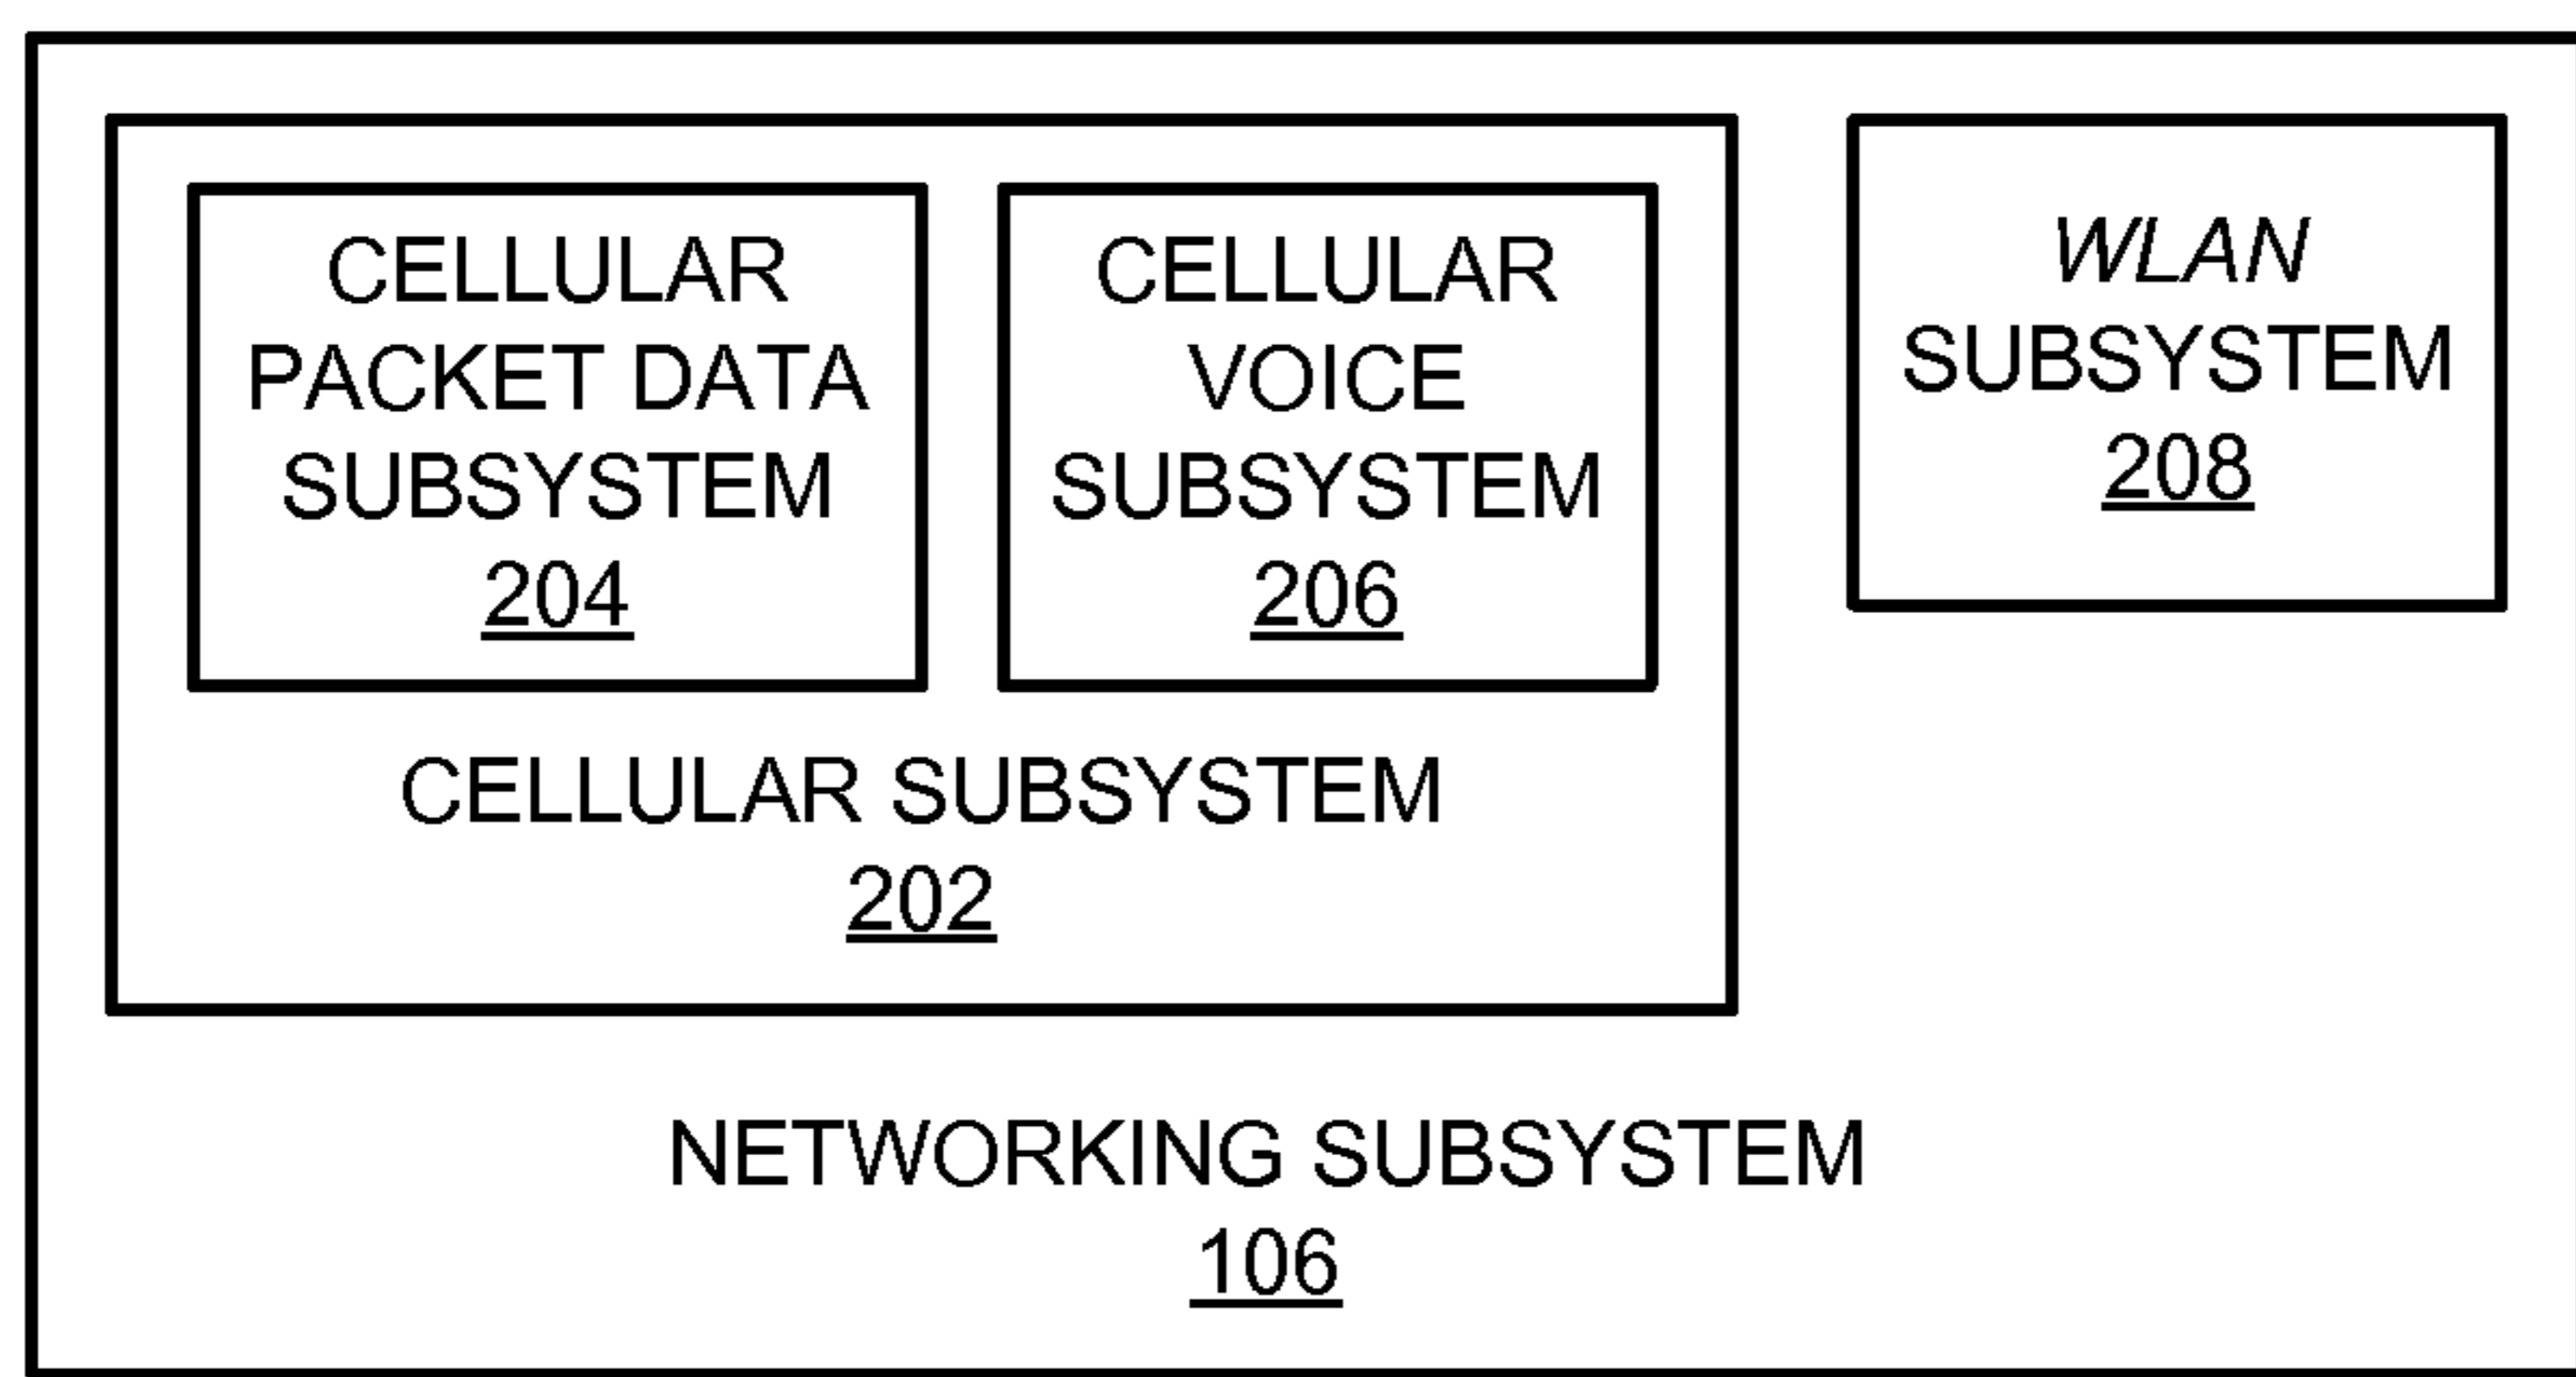 CELLULAR
PACKET DATA
SUBSYSTEM
204
CELLULAR
VOICE
SUBSYSTEM
206
WLAN
SUBSYSTEM
208
CELLULAR SUBSYSTEM
202
NETWORKING SUBSYSTEM
106